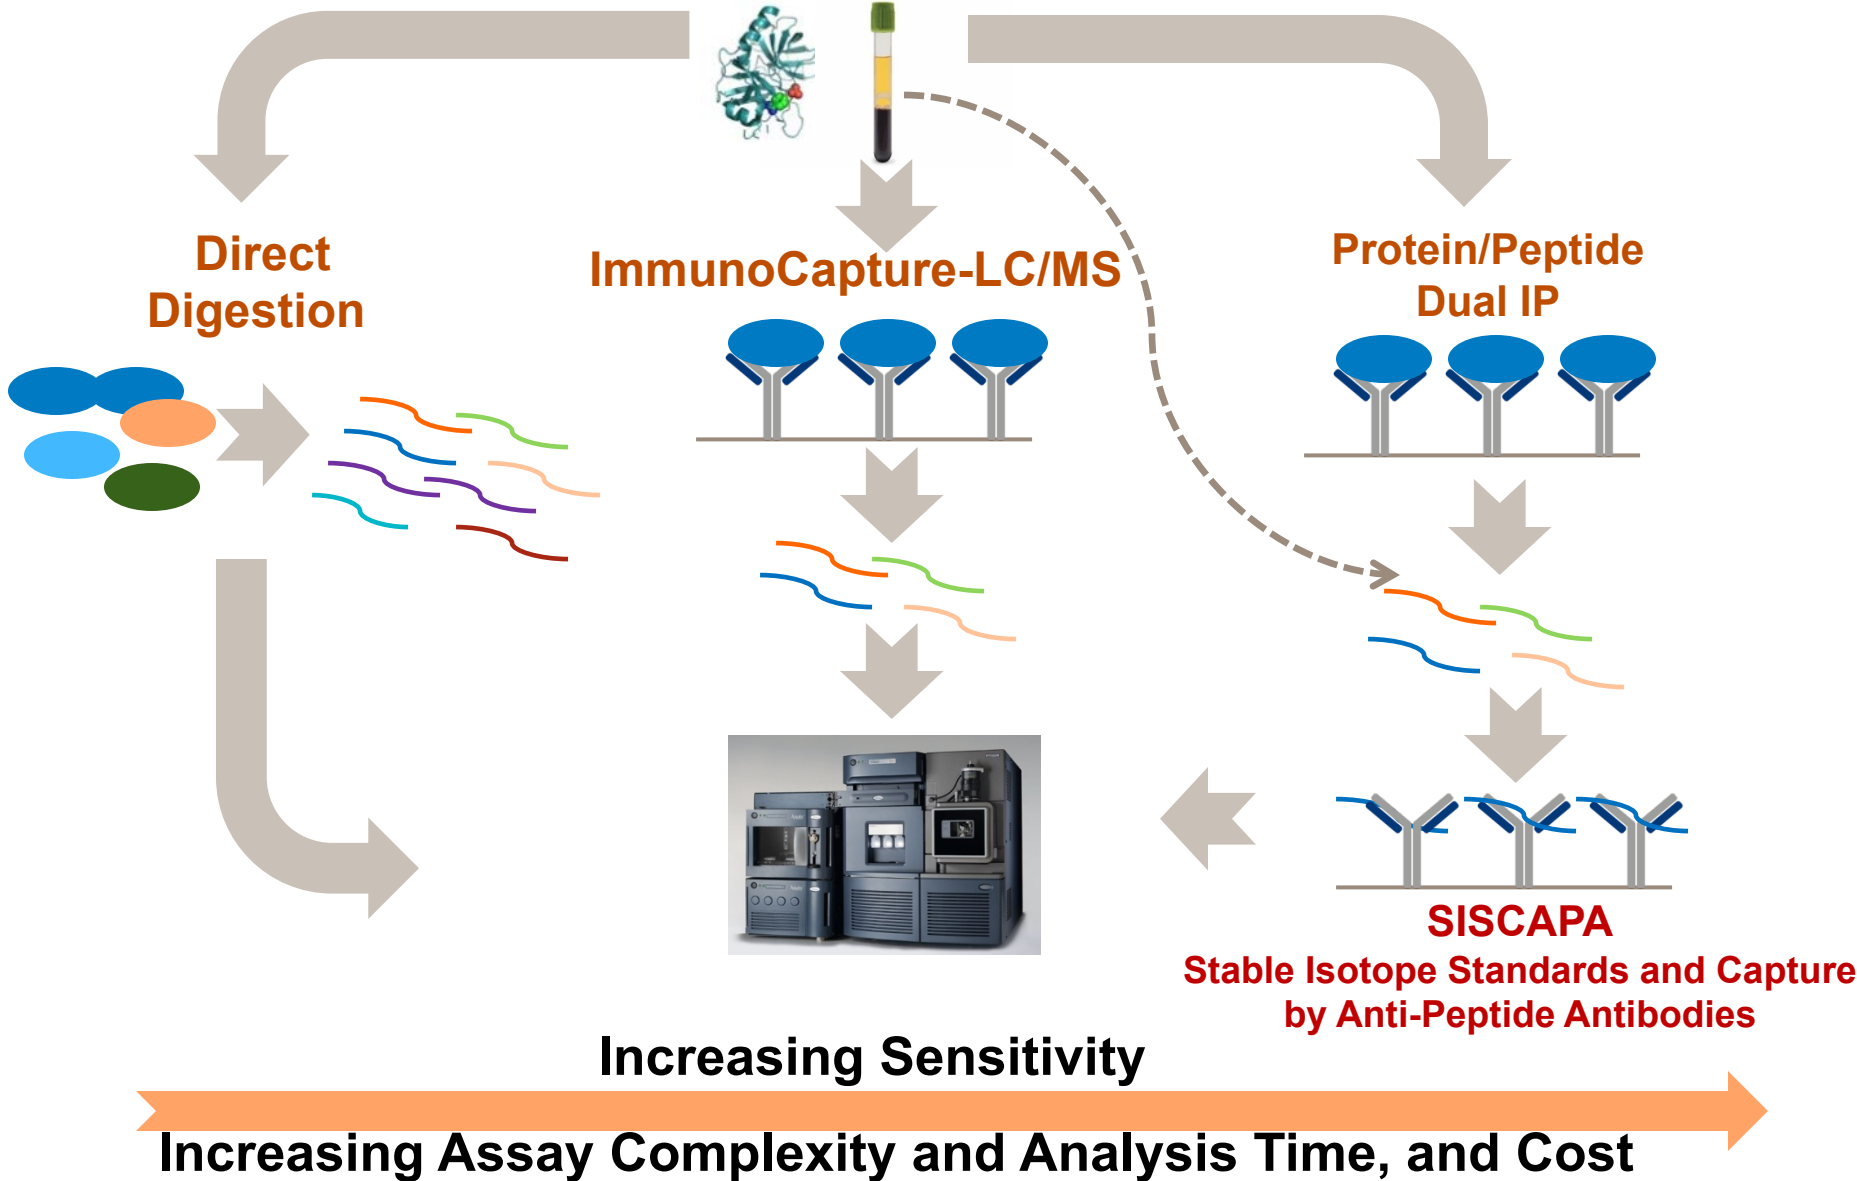 Direct
Digestion
ImmunoCapture-LC/MS
Protein/Peptide
Dual IP
SISCAPA
Stable Isotope Standards and Capture
by Anti-Peptide Antibodies
Increasing Sensitivity
Increasing Assay Complexity and Analysis Time, and Cost